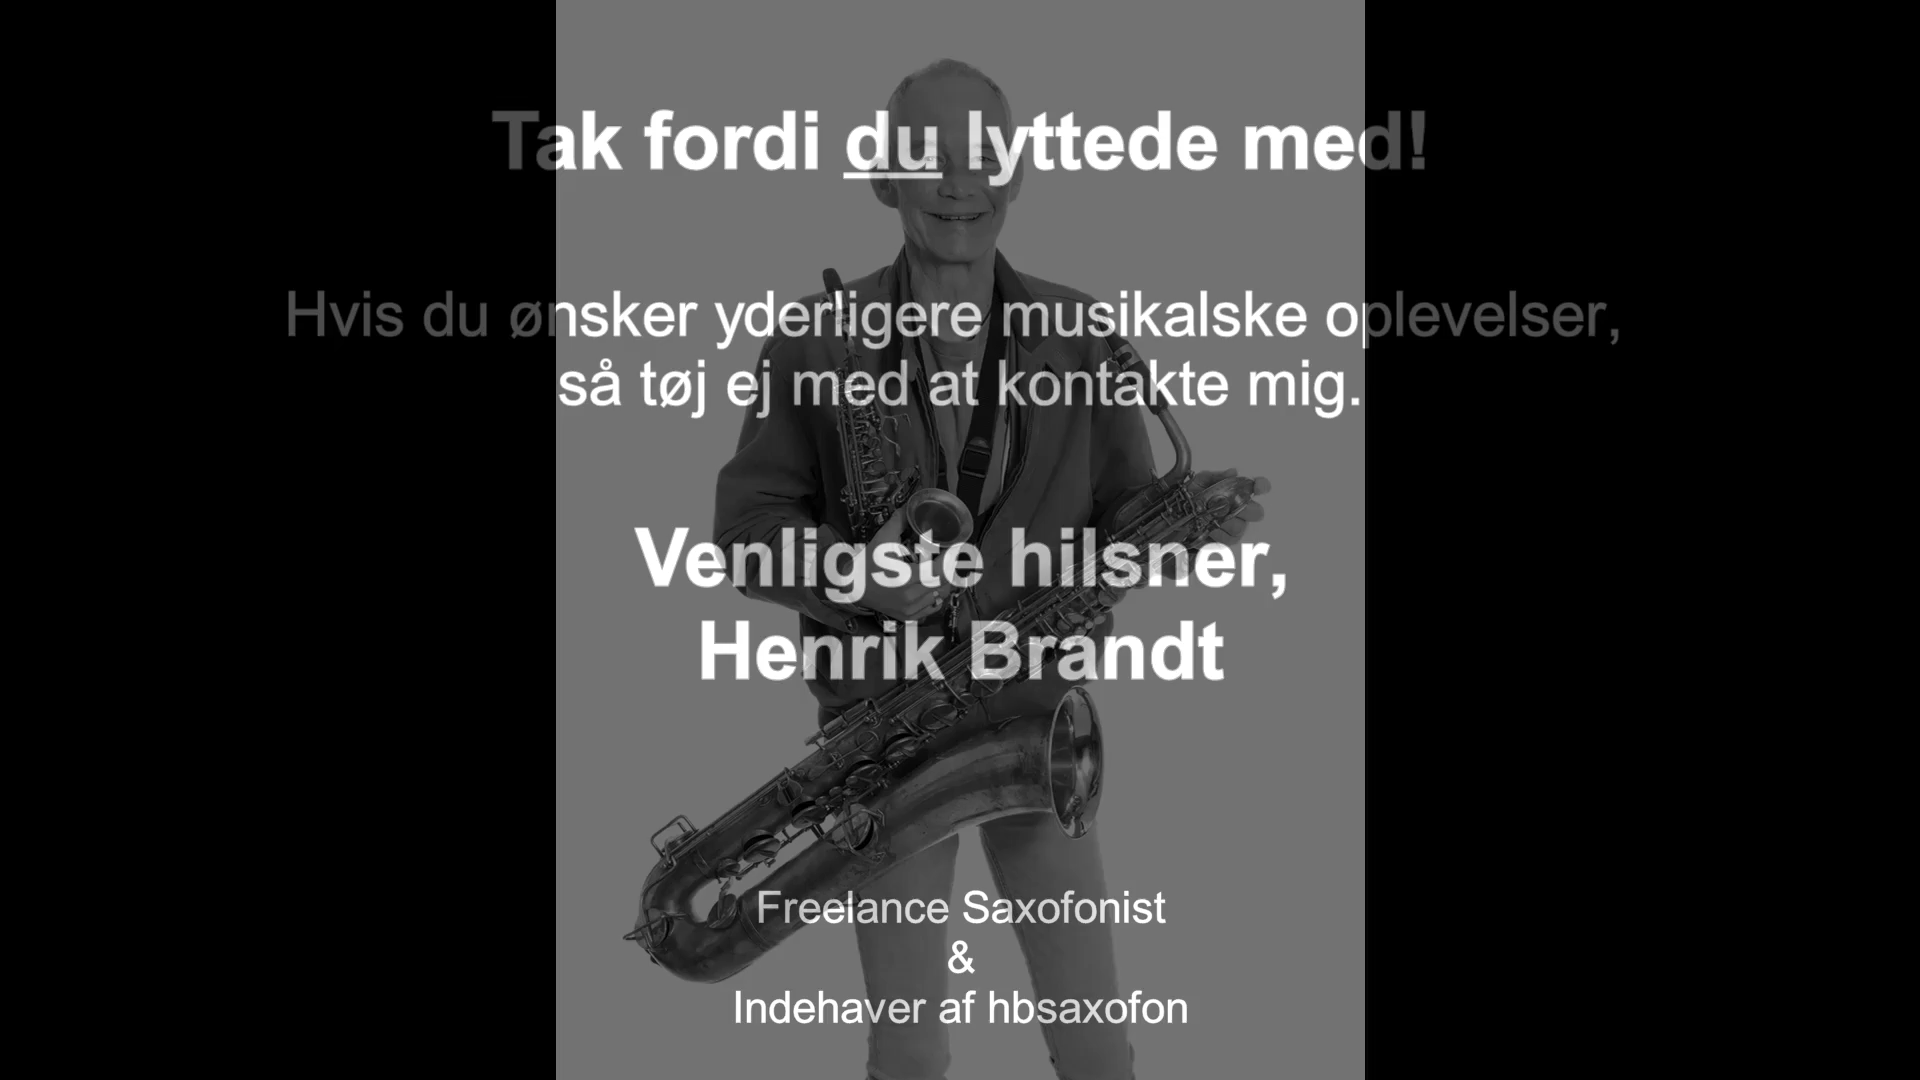 Tak fordi du lyttede med!
Hvis du ønsker yderligere musikalske oplevelser,
så tøj ej med at kontakte mig.
Venligste hilsner,
Henrik Brandt
Freelance Saxofonist
&
Indehaver af hbsaxofon